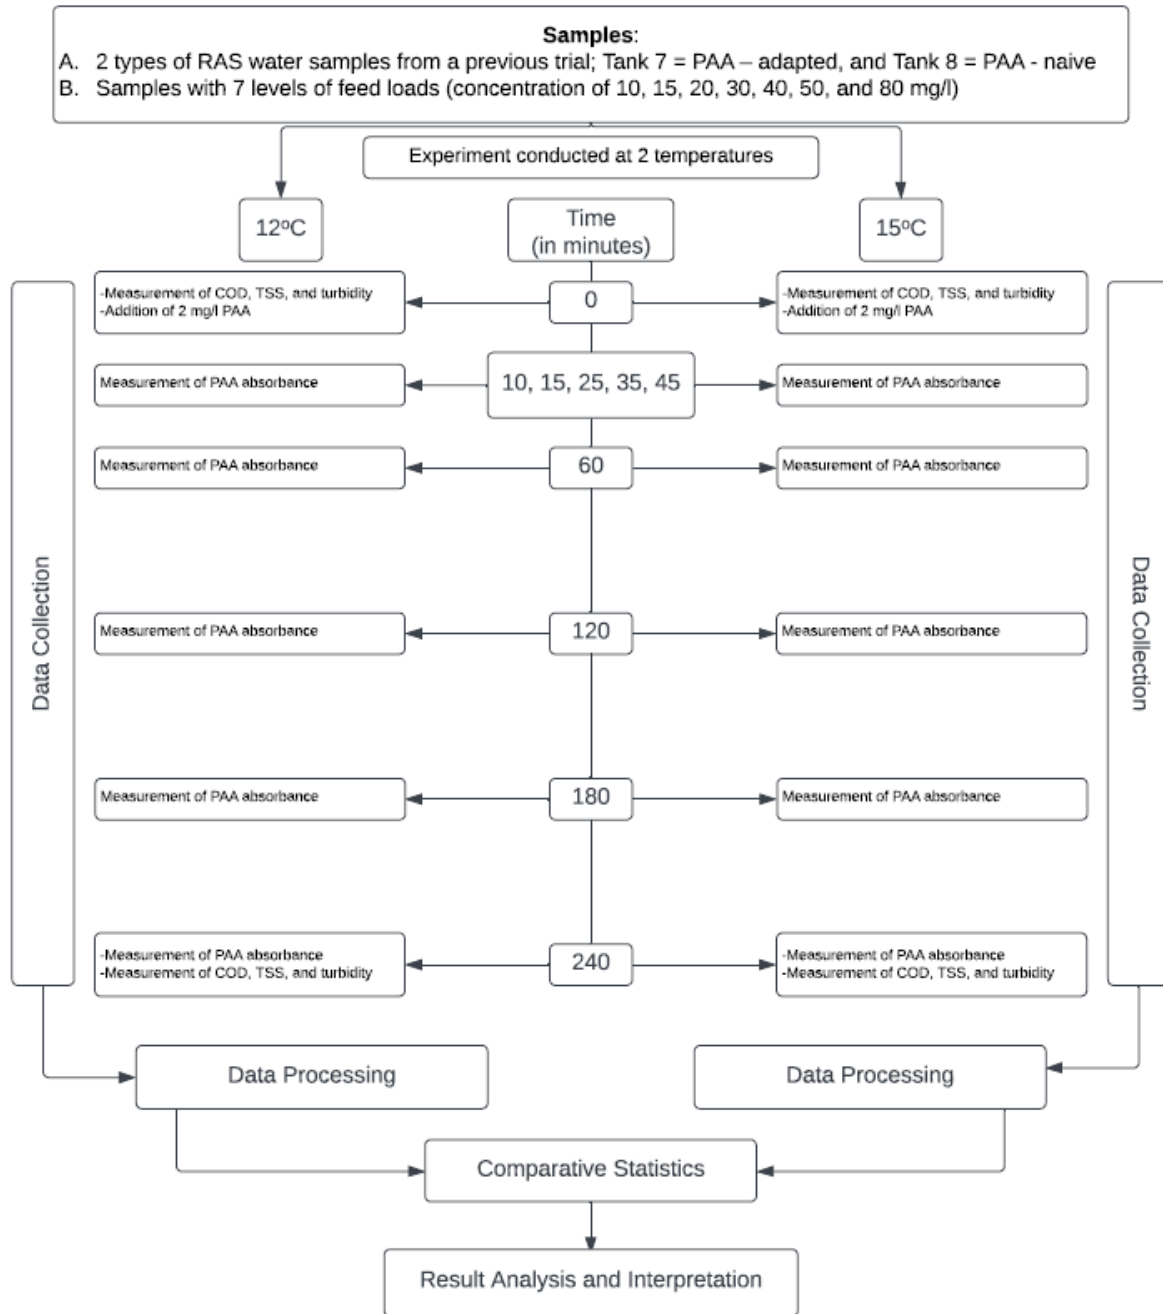 Samples:
A. 2 types of RAS water samples from a previous trial; Tank 7 = PAA – adapted, and Tank 8 = PAA - naive
B. Samples with 7 levels of feed loads (concentration of 10, 15, 20, 30, 40, 50, and 80 mg/l)
Experiment conducted at 2 temperatures
12ºC
Time
(in minutes)
15ºC
Data Collection
-Measurement of COD, TSS, and turbidity
-Addition of 2 mg/l PAA
0
-Measurement of COD, TSS, and turbidity
-Addition of 2 mg/l PAA
Measurement of PAA absorbance
10, 15, 25, 35, 45
Measurement of PAA absorbance
Measurement of PAA absorbance
60
Measurement of PAA absorbance
Measurement of PAA absorbance
120
Measurement of PAA absorbance
Measurement of PAA absorbance
180
Measurement of PAA absorbance
-Measurement of PAA absorbance
-Measurement of COD, TSS, and turbidity
240
-Measurement of PAA absorbance
-Measurement of COD, TSS, and turbidity
Data Collection
Data Processing
Data Processing
Comparative Statistics
Result Analysis and Interpretation